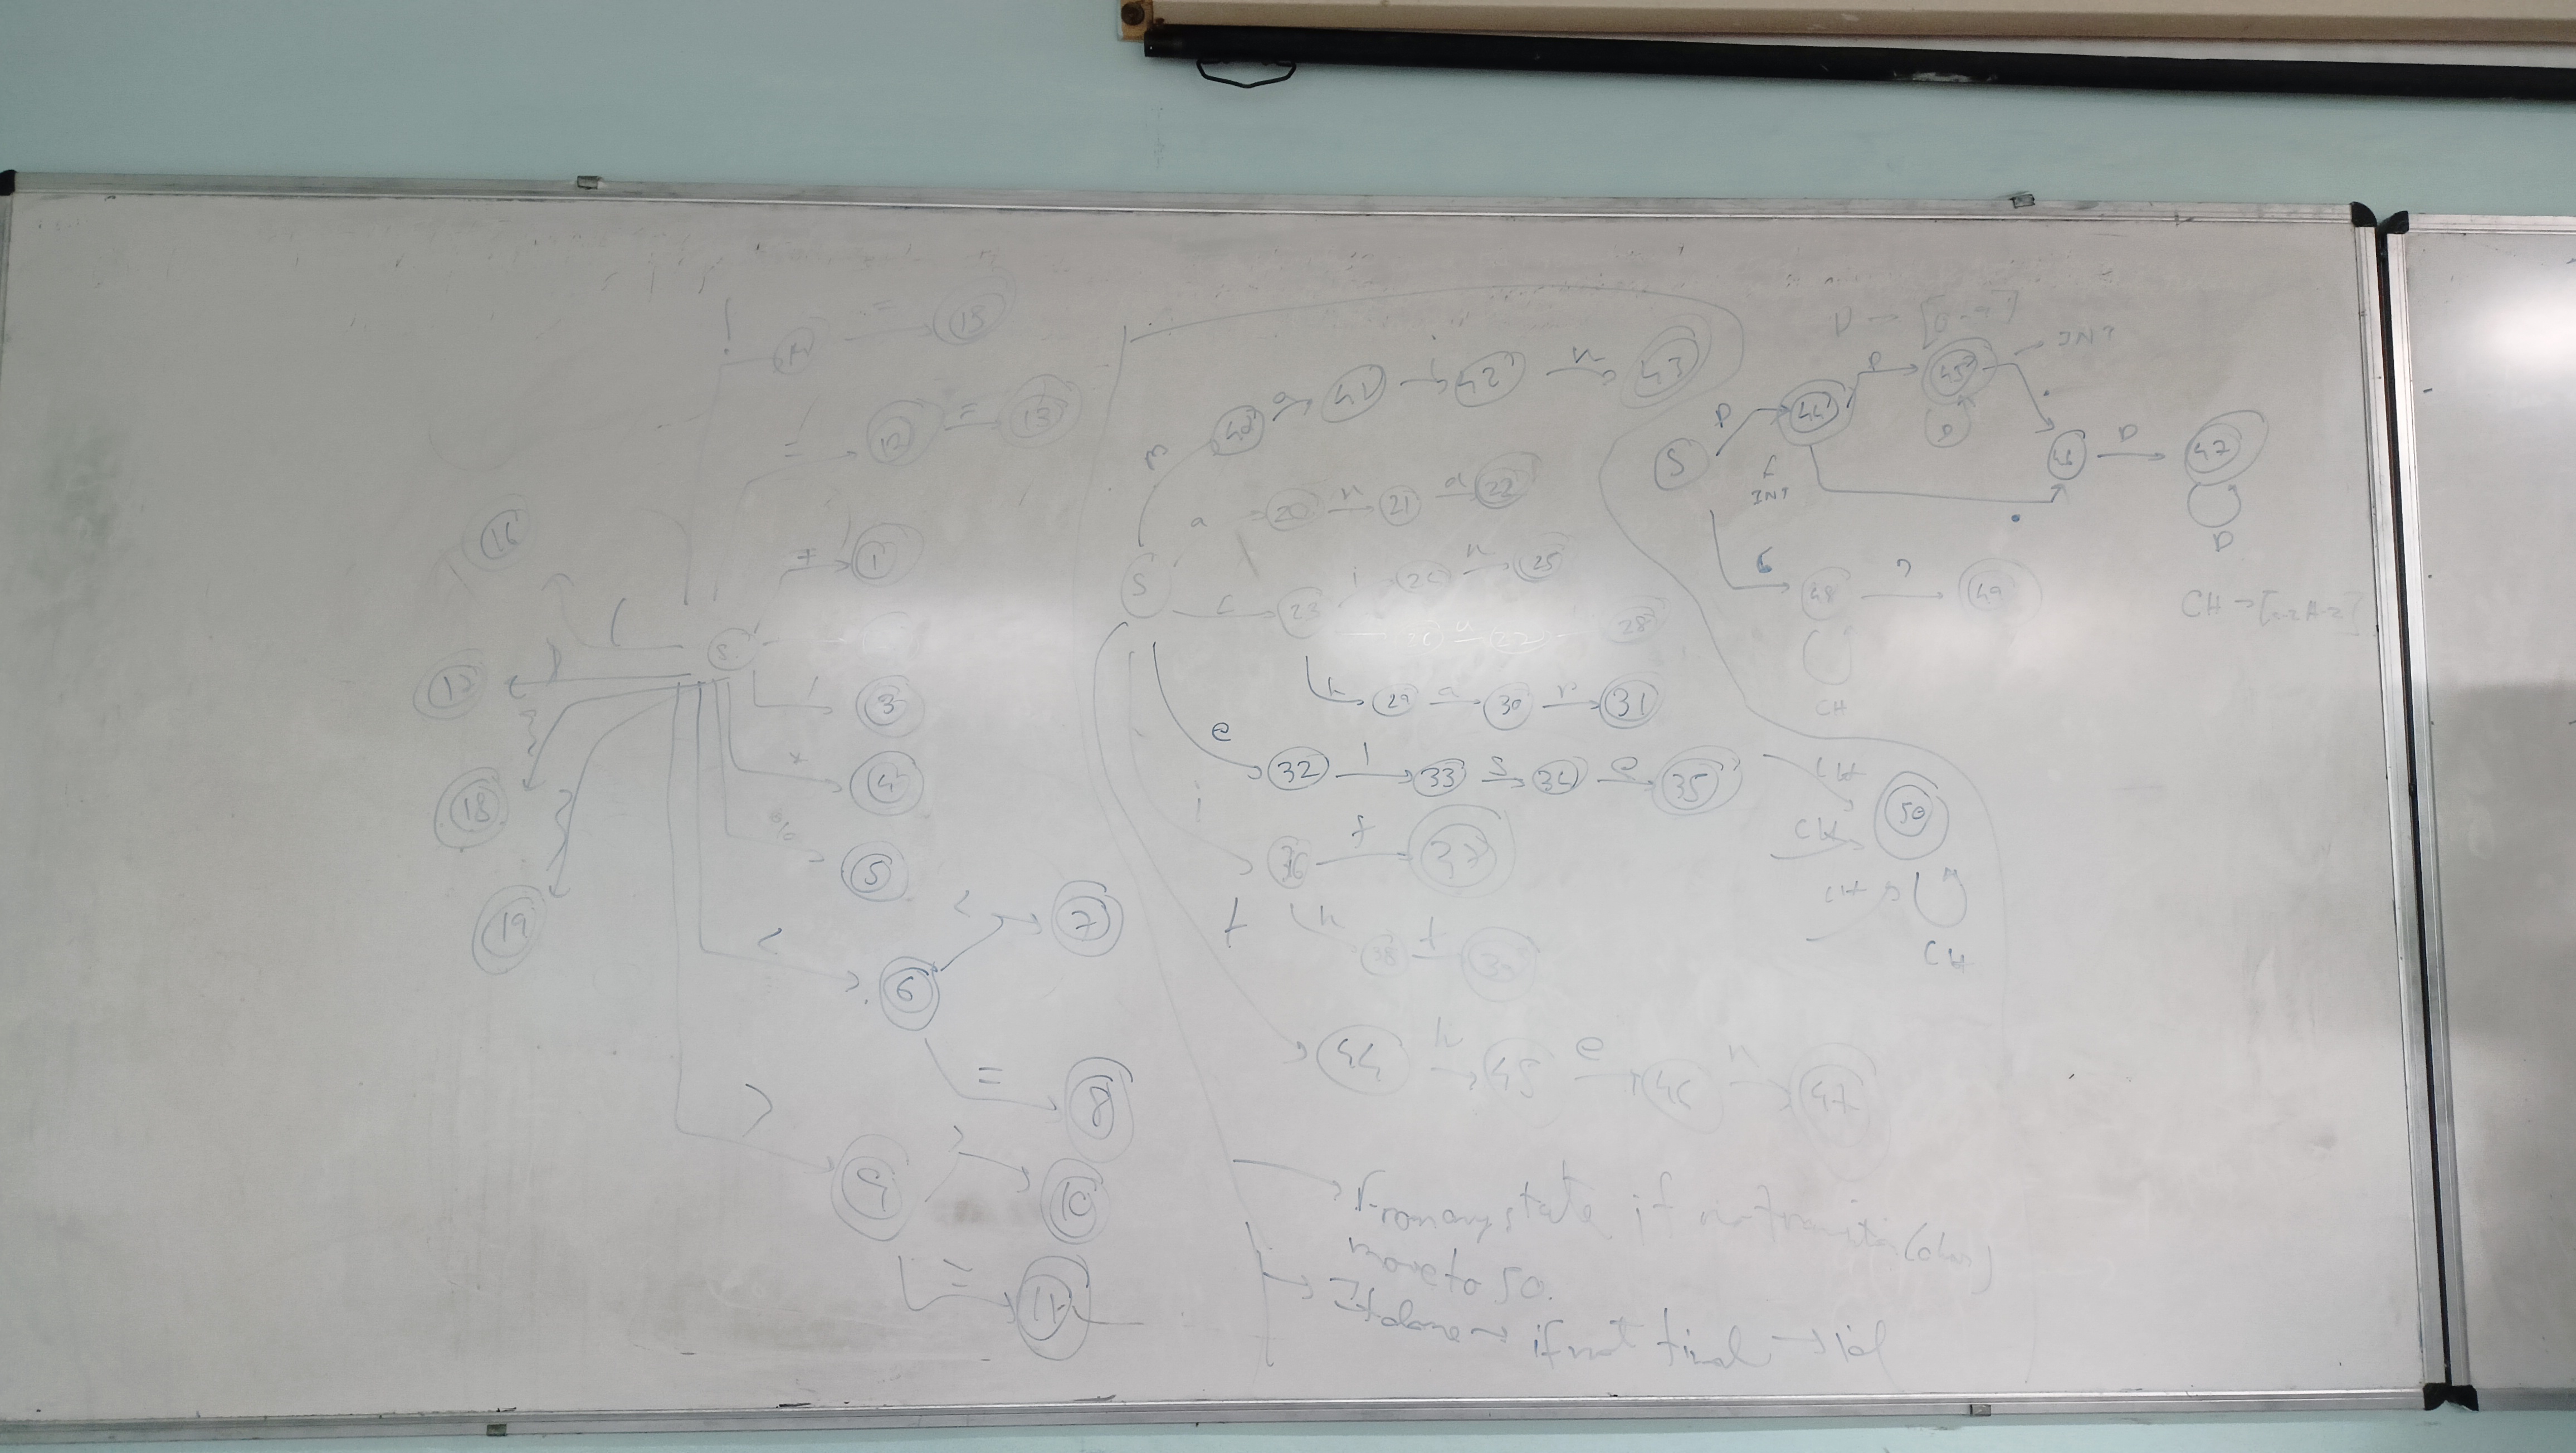 ! = 15
= 12 = 13
+ 1
S
/ 3
* 4
% 5
< 6 < 7
= 8
> 9 > 10
= 11
( 16
) 17
{ 18
} 19
S
m 40 a 41 i 42 n 43
a 20 n 21 d 22
c 23 i 24 n 25
26 u 27 28
h 29 a 30 r 31
e 32 l 33 s 34 e 35
i 36 f 37
n 38 t 39
t 44 h 45 e 46 n 47
D → [0-9]
S D 44 D 45 → INT
D
INT
. 46 D 47
.
D
48 49
CH
CH → [a-zA-Z]
CH 50
CH
CH
CH
From any state if no transition (char)
move to 50.
If done → if not final → id